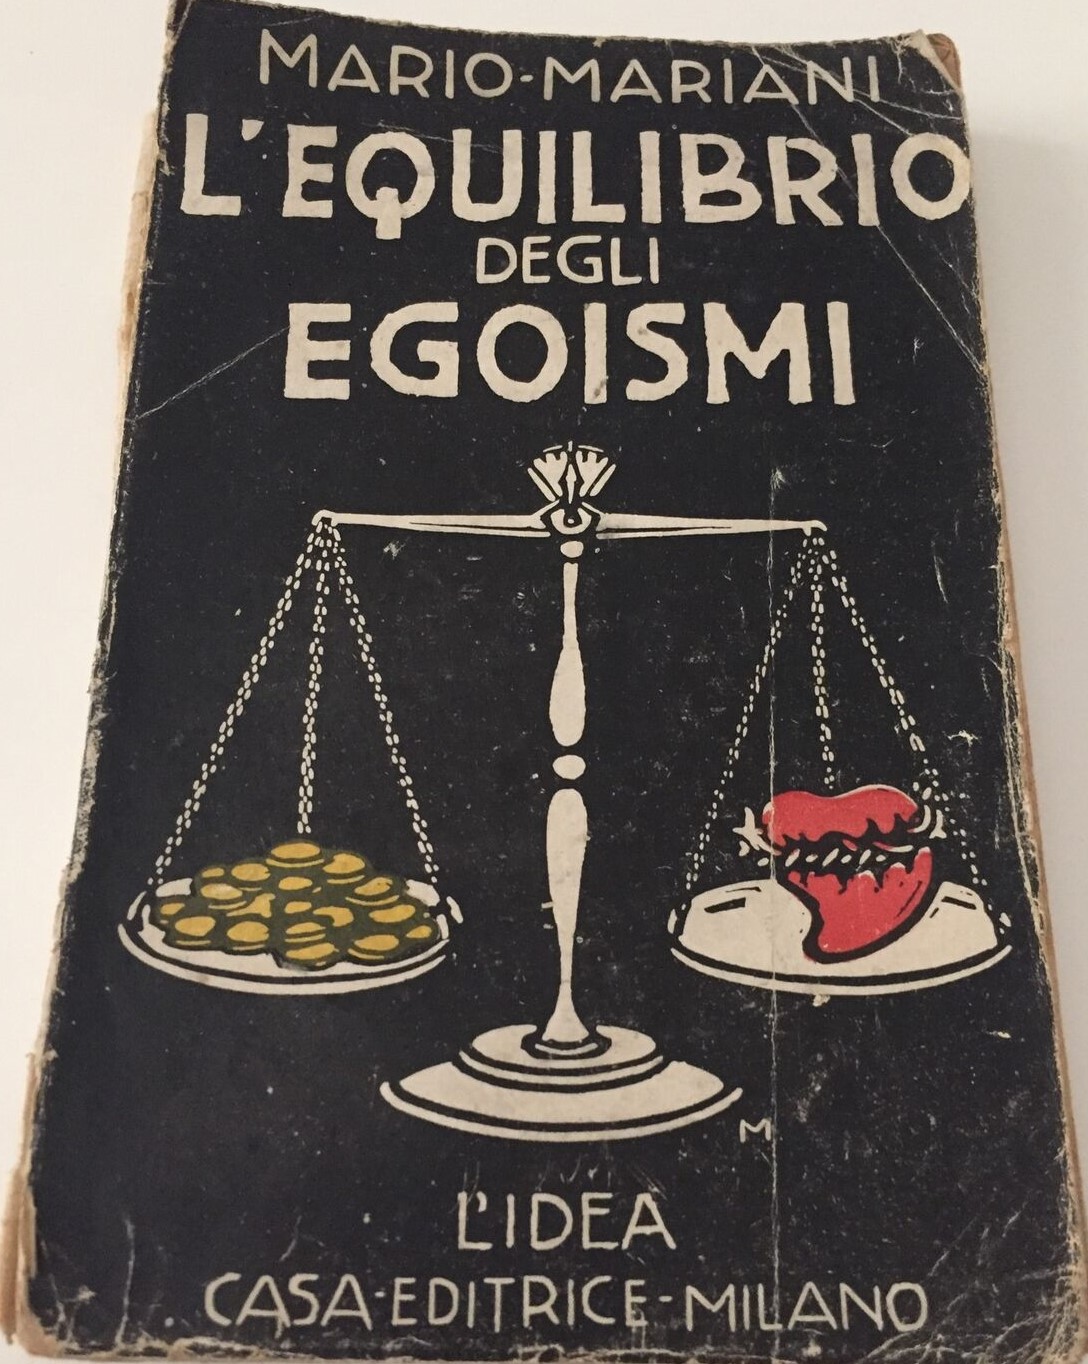 MARIO-MARIANI
L'EQUILIBRIO
DEGLI
EGOISMI
M
L'IDEA
CASA-EDITRICE-MILANO